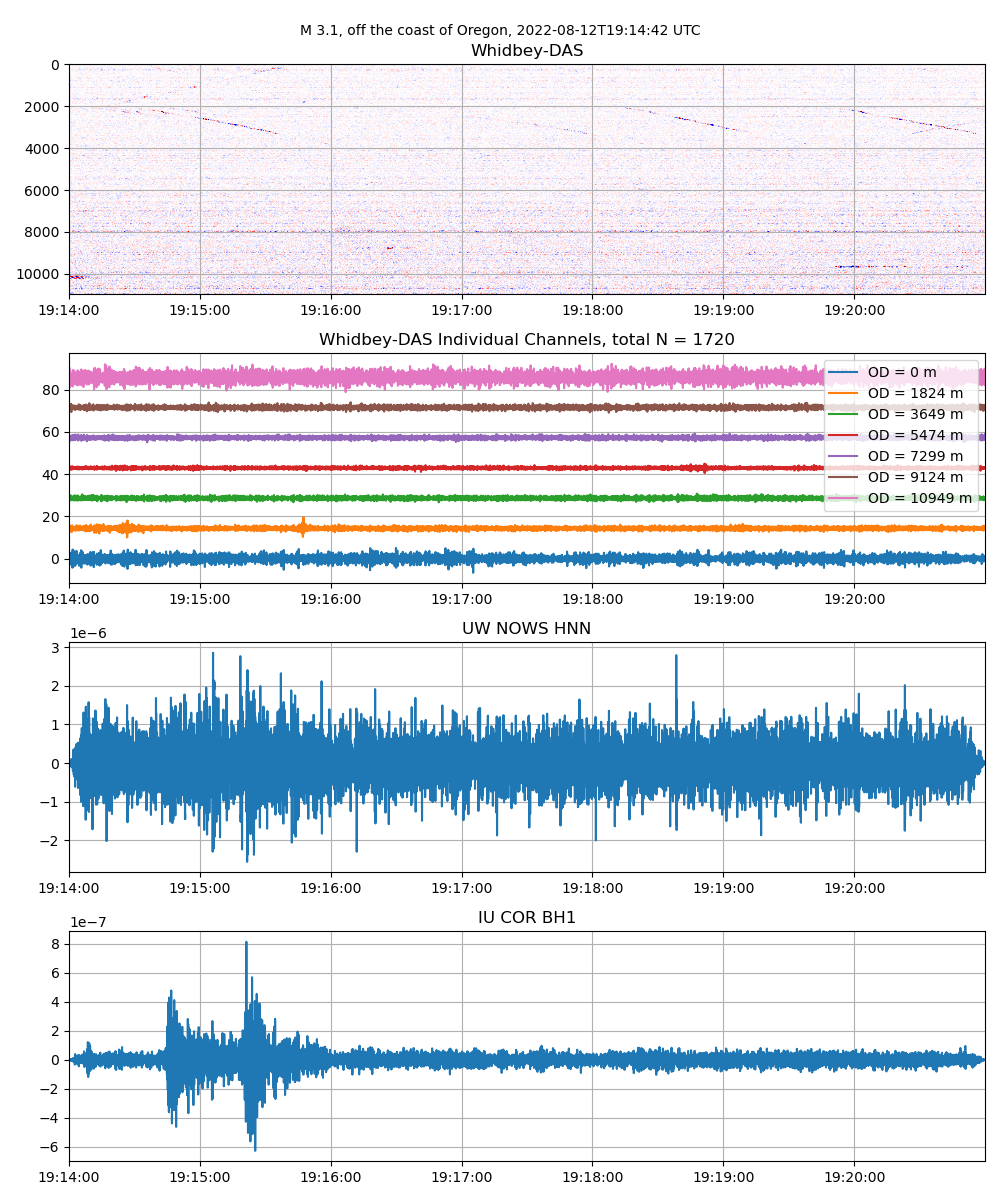 M 3.1, off the coast of Oregon, 2022-08-12T19:14:42 UTC
Whidbey-DAS
0
2000
4000
6000
8000
10000
19:14:00 19:15:00 19:16:00 19:17:00 19:18:00 19:19:00 19:20:00
Whidbey-DAS Individual Channels, total N = 1720
80
60
40
20
0
OD = 0 m
OD = 1824 m
OD = 3649 m
OD = 5474 m
OD = 7299 m
OD = 9124 m
OD = 10949 m
19:14:00 19:15:00 19:16:00 19:17:00 19:18:00 19:19:00 19:20:00
UW NOWS HNN
1e−6
3
2
1
0
−1
−2
19:14:00 19:15:00 19:16:00 19:17:00 19:18:00 19:19:00 19:20:00
IU COR BH1
1e−7
8
6
4
2
0
−2
−4
−6
19:14:00 19:15:00 19:16:00 19:17:00 19:18:00 19:19:00 19:20:00